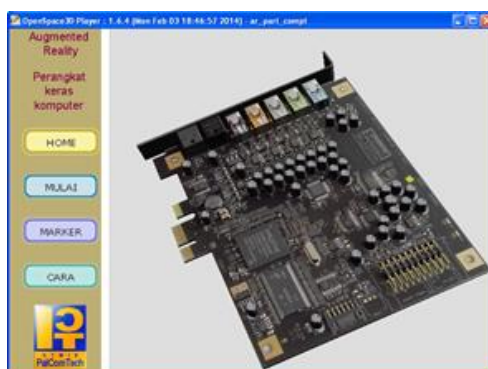 OpenSpace3D Player : 1.6.4 (Mon Feb 03 18:46:57 2014) - ar_part_compt
Augmented
Reality
Perangkat
keras
komputer
HOME
MULAI
MARKER
CARA
PalComTech